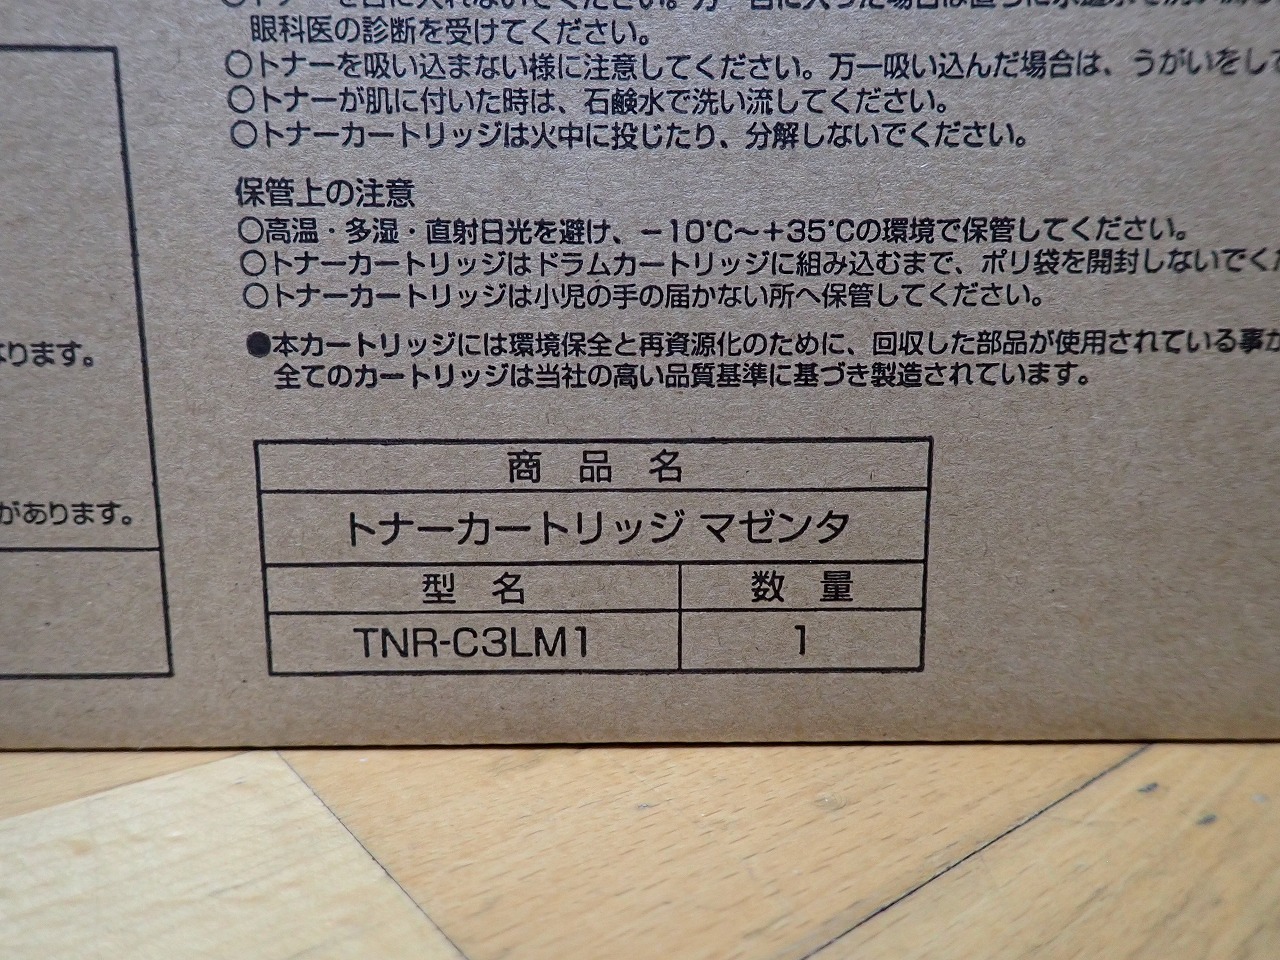 眼科医の診断を受けてください。
○トナーを吸い込まない様に注意してください。万一吸い込んだ場合は、うがいをして
○トナーが肌に付いた時は、石鹸水で洗い流してください。
○トナーカートリッジは火中に投じたり、分解しないでください。
保管上の注意
○高温・多湿・直射日光を避け、－10℃～＋35℃の環境で保管してください。
○トナーカートリッジはドラムカートリッジに組み込むまで、ポリ袋を開封しないでくだ
○トナーカートリッジは小児の手の届かない所へ保管してください。
●本カートリッジには環境保全と再資源化のために、回収した部品が使用されている事が
全てのカートリッジは当社の高い品質基準に基づき製造されています。
ります。
があります。
商品名
トナーカートリッジ マゼンタ
型名 数量
TNR-C3LM1 1